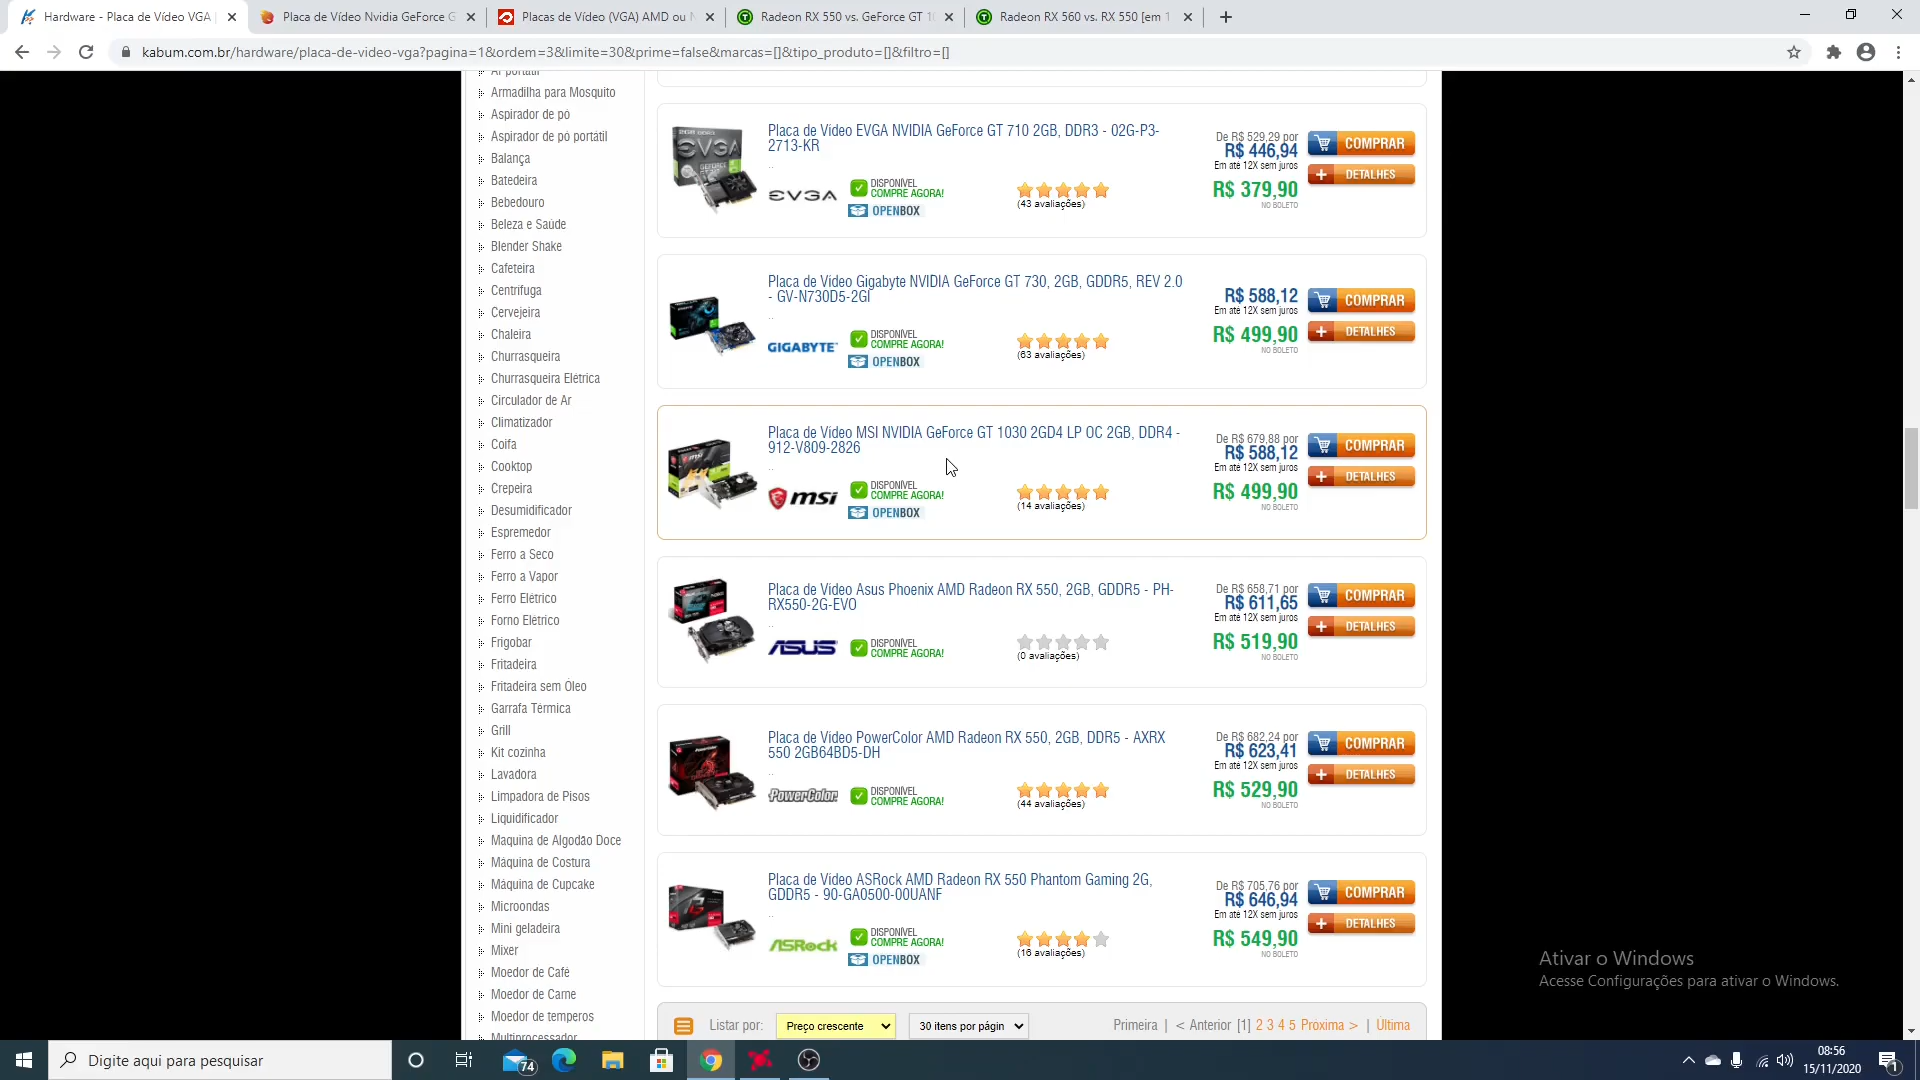 Hardware - Placa de Vídeo VGA
Placa de Vídeo Nvidia GeForce G
Placas de Vídeo (VGA) AMD ou N
Radeon RX 550 vs. GeForce GT 10
Radeon RX 560 vs. RX 550 [em 1
kabum.com.br/hardware/placa-de-video-vga?pagina=1&ordem=3&limite=30&prime=false&marcas=[]&tipo_produto=[]&filtro=[]
Ar portátil
Armadilha para Mosquito
Aspirador de pó
Aspirador de pó portátil
Balança
Batedeira
Bebedouro
Beleza e Saúde
Blender Shake
Cafeteira
Centrífuga
Cervejeira
Chaleira
Churrasqueira
Churrasqueira Elétrica
Circulador de Ar
Climatizador
Coifa
Cooktop
Crepeira
Desumidificador
Espremedor
Ferro a Seco
Ferro a Vapor
Ferro Elétrico
Forno Elétrico
Frigobar
Fritadeira
Fritadeira sem Óleo
Garrafa Térmica
Grill
Kit cozinha
Lavadora
Limpadora de Pisos
Liquidificador
Maquina de Algodão Doce
Máquina de Costura
Máquina de Cupcake
Microondas
Mini geladeira
Mixer
Moedor de Café
Moedor de Carne
Moedor de temperos
Multiprocessador
Placa de Vídeo EVGA NVIDIA GeForce GT 710 2GB, DDR3 - 02G-P3-
2713-KR
..
EVGA
DISPONÍVEL
COMPRE AGORA!
OPENBOX
(43 avaliações)
De R$ 529,29 por
R$ 446,94
Em até 12X sem juros
R$ 379,90
NO BOLETO
COMPRAR
DETALHES
Placa de Vídeo Gigabyte NVIDIA GeForce GT 730, 2GB, GDDR5, REV 2.0
- GV-N730D5-2GI
..
GIGABYTE
DISPONÍVEL
COMPRE AGORA!
OPENBOX
(63 avaliações)
R$ 588,12
Em até 12X sem juros
R$ 499,90
NO BOLETO
COMPRAR
DETALHES
Placa de Vídeo MSI NVIDIA GeForce GT 1030 2GD4 LP OC 2GB, DDR4 -
912-V809-2826
..
msi
DISPONÍVEL
COMPRE AGORA!
OPENBOX
(14 avaliações)
De R$ 679,88 por
R$ 588,12
Em até 12X sem juros
R$ 499,90
NO BOLETO
COMPRAR
DETALHES
Placa de Vídeo Asus Phoenix AMD Radeon RX 550, 2GB, GDDR5 - PH-
RX550-2G-EVO
..
ASUS
DISPONÍVEL
COMPRE AGORA!
(0 avaliações)
De R$ 658,71 por
R$ 611,65
Em até 12X sem juros
R$ 519,90
NO BOLETO
COMPRAR
DETALHES
Placa de Vídeo PowerColor AMD Radeon RX 550, 2GB, DDR5 - AXRX
550 2GB64BD5-DH
..
PowerColor
DISPONÍVEL
COMPRE AGORA!
(44 avaliações)
De R$ 682,24 por
R$ 623,41
Em até 12X sem juros
R$ 529,90
NO BOLETO
COMPRAR
DETALHES
Placa de Vídeo ASRock AMD Radeon RX 550 Phantom Gaming 2G,
GDDR5 - 90-GA0500-00UANF
..
ASRock
DISPONÍVEL
COMPRE AGORA!
OPENBOX
(16 avaliações)
De R$ 705,76 por
R$ 646,94
Em até 12X sem juros
R$ 549,90
NO BOLETO
COMPRAR
DETALHES
Listar por:
Preço crescente
30 itens por págin
Primeira | < Anterior [1] 2 3 4 5 Proxima > | Última
Ativar o Windows
Acesse Configurações para ativar o Windows.
Digite aqui para pesquisar
74
08:56
15/11/2020
1